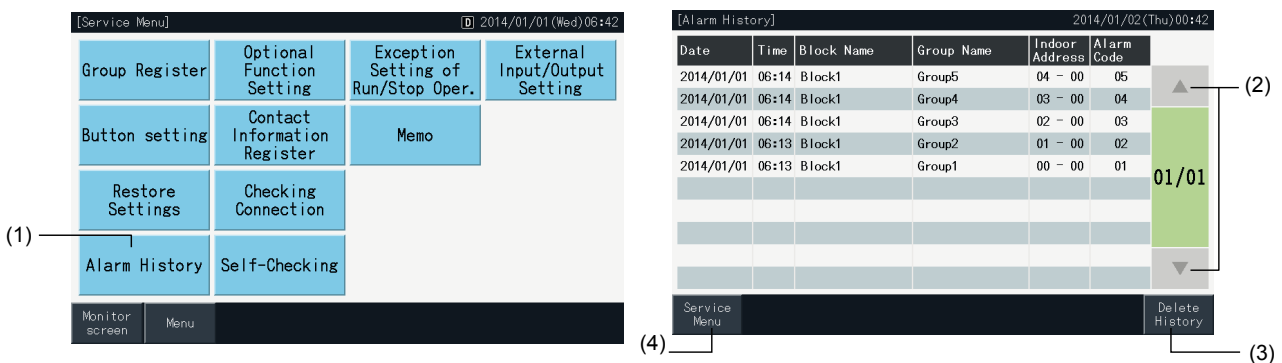 [Service Menu] D 2014/01/01(Wed)06:42
Group Register
Optional
Function
Setting
Exception
Setting of
Run/Stop Oper.
External
Input/Output
Setting
Button setting
Contact
Information
Register
Memo
Restore
Settings
Checking
Connection
(1)
Alarm History
Self-Checking
Monitor
screen
Menu
[Alarm History] 2014/01/02(Thu)00:42
Date Time Block Name Group Name Indoor Address Alarm Code
2014/01/01 06:14 Block1 Group5 04 - 00 05
2014/01/01 06:14 Block1 Group4 03 - 00 04
2014/01/01 06:14 Block1 Group3 02 - 00 03
2014/01/01 06:13 Block1 Group2 01 - 00 02
2014/01/01 06:13 Block1 Group1 00 - 00 01
▲
(2)
01/01
▼
Service
Menu
Delete
History
(4)
(3)